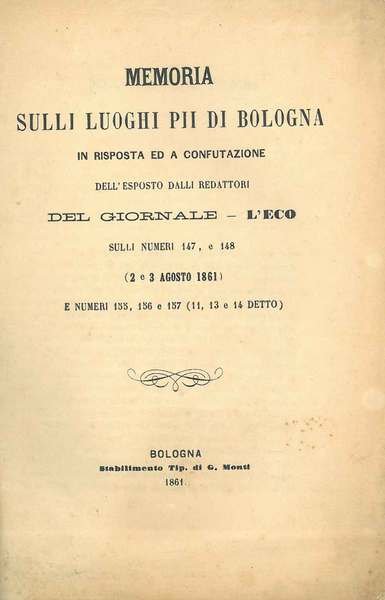 MEMORIA
SULLI LUOGHI PII DI BOLOGNA
IN RISPOSTA ED A CONFUTAZIONE
DELL'ESPOSTO DALLI REDATTORI
DEL GIORNALE – L'ECO
SULLI NUMERI 147, e 148
(2 e 3 AGOSTO 1861)
E NUMERI 155, 156 e 157 (11, 13 e 14 DETTO)
BOLOGNA
Stabilimento Tip. di G. Monti
1861.